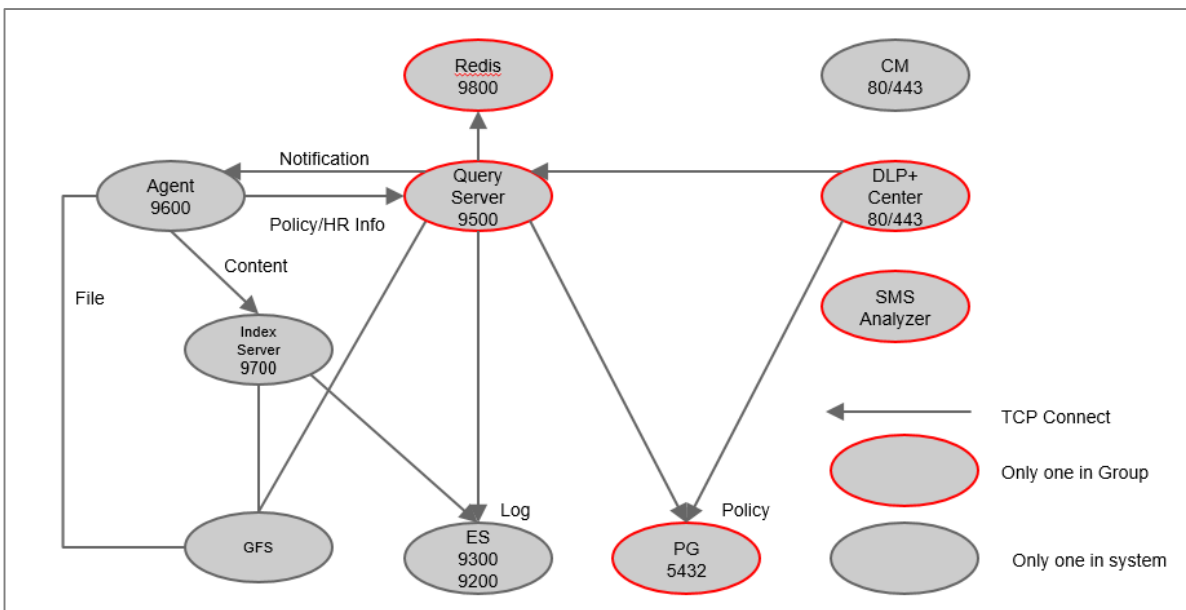 Redis
9800
CM
80/443
Notification
Agent
9600
Query
Server
9500
DLP+
Center
80/443
Policy/HR Info
Content
File
SMS
Analyzer
Index
Server
9700
TCP Connect
Only one in Group
Log
Policy
GFS
ES
9300
9200
PG
5432
Only one in system